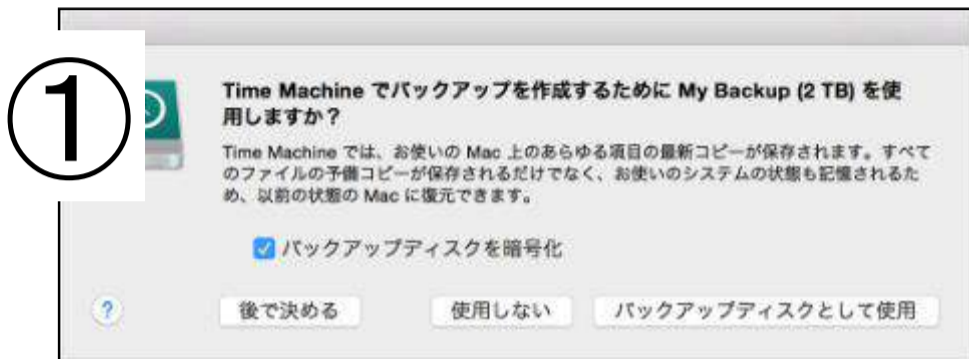 ①
Time Machine でバックアップを作成するために My Backup (2 TB) を使
用しますか？
Time Machine では、お使いの Mac 上のあらゆる項目の最新コピーが保存されます。すべて
のファイルの予備コピーが保存されるだけでなく、お使いのシステムの状態も記憶されるた
め、以前の状態の Mac に復元できます。
バックアップディスクを暗号化
? 後で決める 使用しない バックアップディスクとして使用